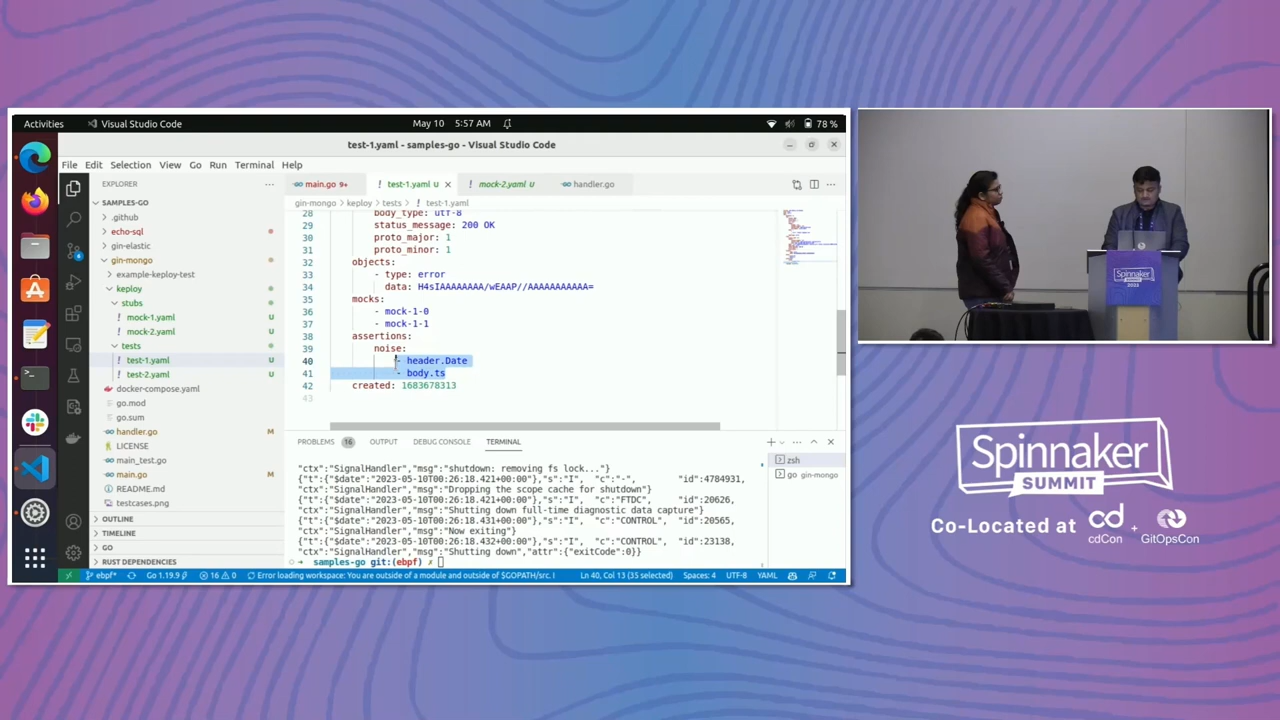 Activities
Visual Studio Code
May 10 5:57 AM
78 %
test-1.yaml - samples-go - Visual Studio Code
File Edit Selection View Go Run Terminal Help
EXPLORER
SAMPLES-GO
.github
echo-sql
gin-elastic
gin-mongo
example-keploy-test
keploy
stubs
mock-1.yaml U
mock-2.yaml U
tests
test-1.yaml U
test-2.yaml U
docker-compose.yaml
go.mod
go.sum
handler.go M
LICENSE
main_test.go
main.go M
README.md
testcases.png
OUTLINE
TIMELINE
GO
RUST DEPENDENCIES
main.go 9+
test-1.yaml U
mock-2.yaml U
handler.go
gin-mongo > keploy > tests > ! test-1.yaml
28 body_type: utf-8
29 status_message: 200 OK
30 proto_major: 1
31 proto_minor: 1
32 objects:
33 - type: error
34 data: H4sIAAAAAAAA/wEAAP//AAAAAAAAAAA=
35 mocks:
36 - mock-1-0
37 - mock-1-1
38 assertions:
39 noise:
40 - header.Date
41 - body.ts
42 created: 1683678313
43
PROBLEMS 16 OUTPUT DEBUG CONSOLE TERMINAL
zsh
go gin-mongo
"ctx":"SignalHandler","msg":"shutdown: removing fs lock..."}
{"t":{"$date":"2023-05-10T00:26:18.421+00:00"},"s":"I", "c":"-", "id":4784931,
"ctx":"SignalHandler","msg":"Dropping the scope cache for shutdown"}
{"t":{"$date":"2023-05-10T00:26:18.421+00:00"},"s":"I", "c":"FTDC", "id":20626,
"ctx":"SignalHandler","msg":"Shutting down full-time diagnostic data capture"}
{"t":{"$date":"2023-05-10T00:26:18.431+00:00"},"s":"I", "c":"CONTROL", "id":20565,
"ctx":"SignalHandler","msg":"Now exiting"}
{"t":{"$date":"2023-05-10T00:26:18.432+00:00"},"s":"I", "c":"CONTROL", "id":23138,
"ctx":"SignalHandler","msg":"Shutting down","attr":{"exitCode":0}}
samples-go git:(ebpf) ✗
ebpf* Go 1.19.9 16 0 Error loading workspace: You are outside of a module and outside of $GOPATH/src. I Ln 40, Col 13 (35 selected) Spaces: 4 UTF-8 YAML
Spinnaker
SUMMIT
2023
Spinnaker
SUMMIT
Co-Located at cd + GitOpsCon
cdCon